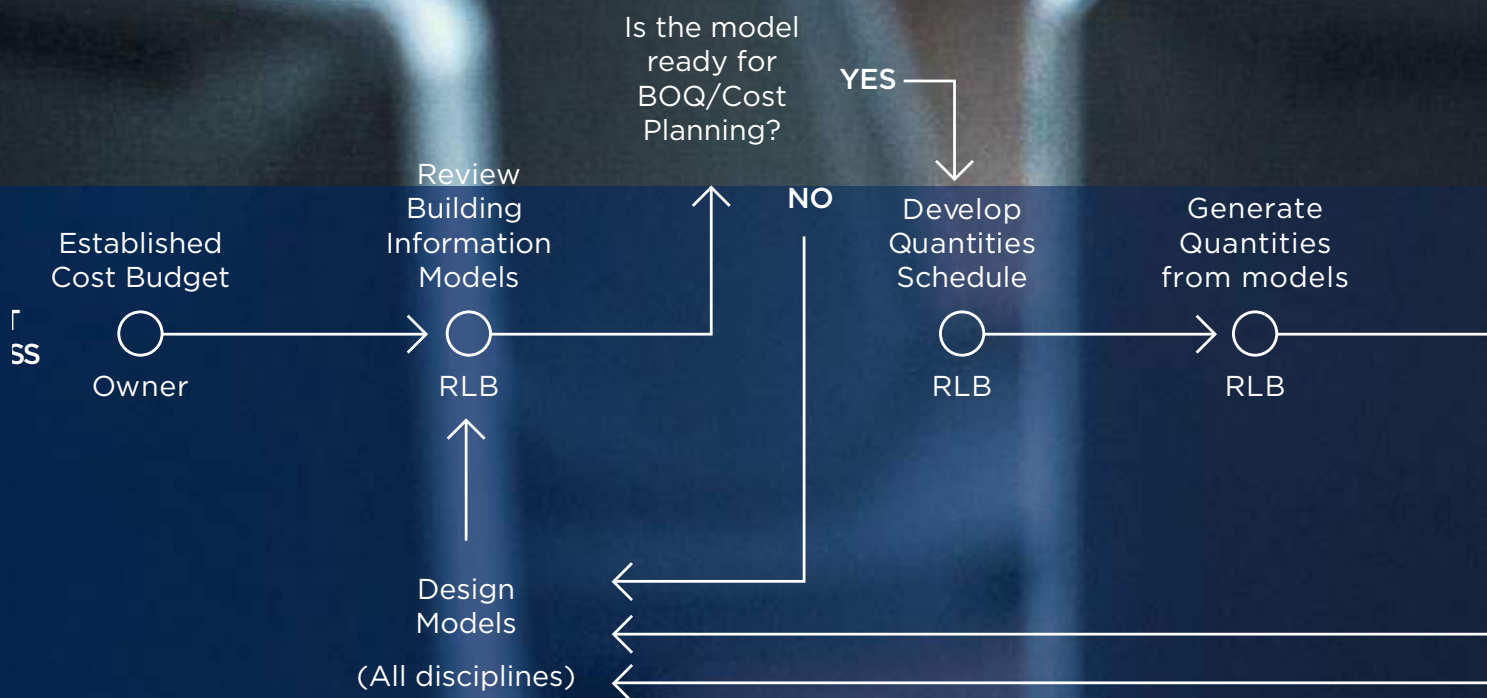 Is the model
ready for
BOQ/Cost
Planning?
YES
Review
Building
Information
Models
NO
Develop
Quantities
Schedule
Generate
Quantities
from models
Established
Cost Budget
SS
Owner
RLB
RLB
RLB
Design
Models
(All disciplines)